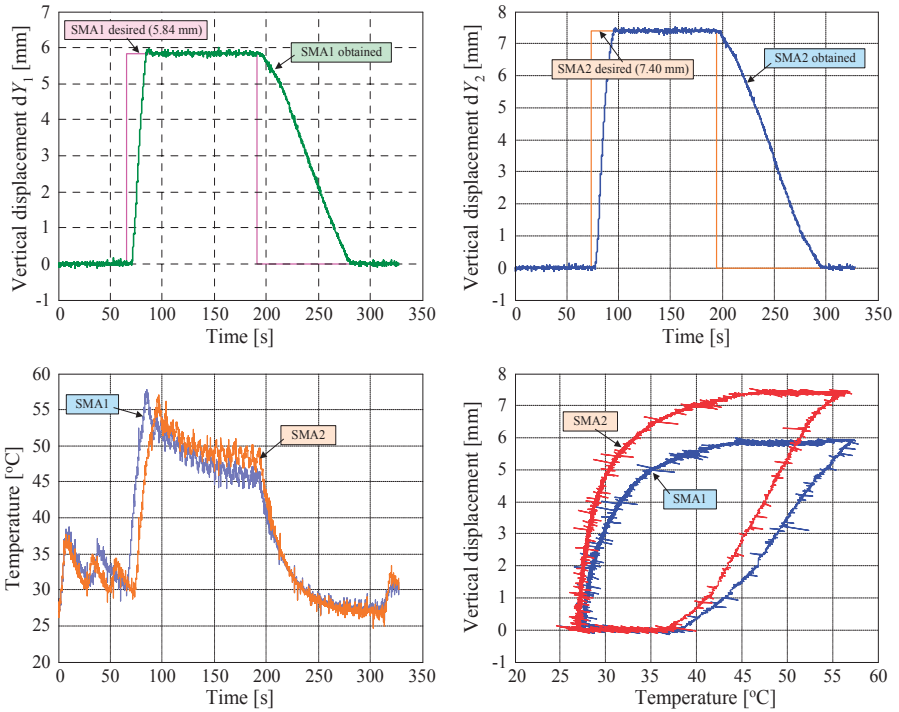 SMA1 desired (5.84 mm)
SMA1 obtained
Vertical displacement dY1 [mm]
7
6
5
4
3
2
1
0
-1
0 50 100 150 200 250 300 350
Time [s]
SMA2 desired (7.40 mm)
SMA2 obtained
Vertical displacement dY2 [mm]
8
7
6
5
4
3
2
1
0
-1
0 50 100 150 200 250 300 350
Time [s]
SMA1
SMA2
Temperature [°C]
60
55
50
45
40
35
30
25
20
0 50 100 150 200 250 300 350
Time [s]
SMA2
SMA1
Vertical displacement [mm]
8
7
6
5
4
3
2
1
0
-1
20 25 30 35 40 45 50 55 60
Temperature [°C]